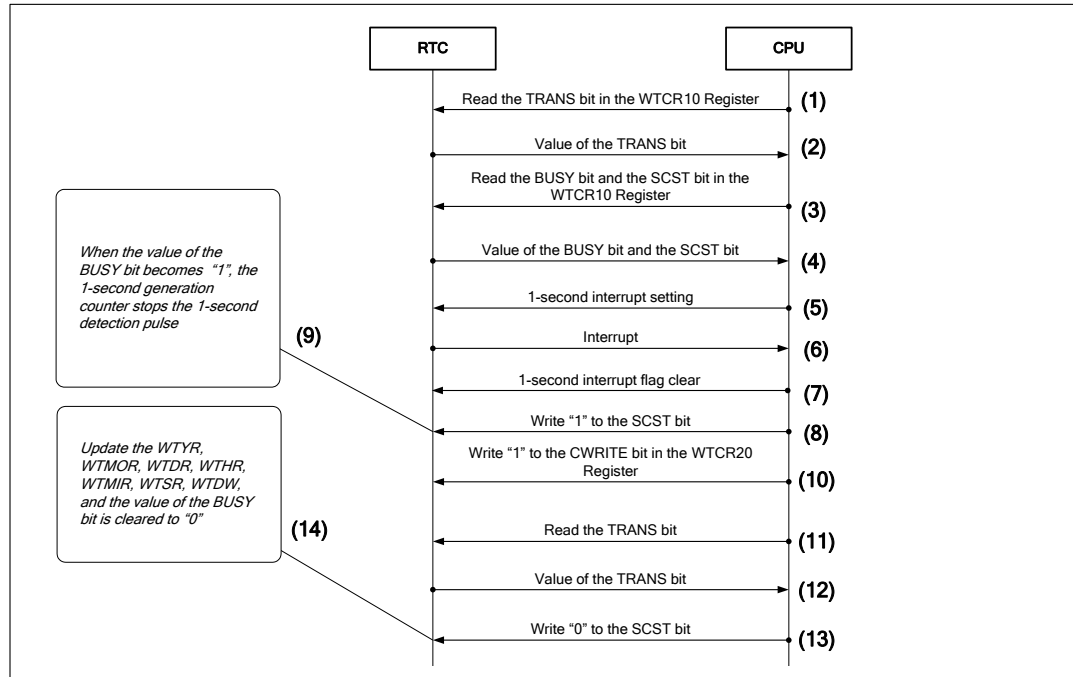 RTC
CPU
Read the TRANS bit in the WTCR10 Register
(1)
Value of the TRANS bit
(2)
Read the BUSY bit and the SCST bit in the
WTCR10 Register
(3)
Value of the BUSY bit and the SCST bit
(4)
1-second interrupt setting
(5)
Interrupt
(6)
1-second interrupt flag clear
(7)
Write “1” to the SCST bit
(8)
When the value of the
BUSY bit becomes “1”, the
1-second generation
counter stops the 1-second
detection pulse
(9)
Write “1” to the CWRITE bit in the WTCR20
Register
(10)
Read the TRANS bit
(11)
Value of the TRANS bit
(12)
Write “0” to the SCST bit
(13)
Update the WTYR,
WTMOR, WTDR, WTHR,
WTMIR, WTSR, WTDW,
and the value of the BUSY
bit is cleared to “0”
(14)